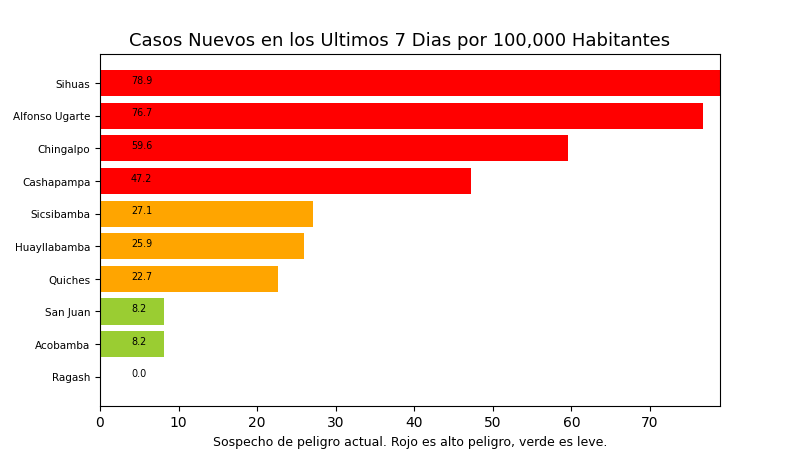 Casos Nuevos en los Ultimos 7 Dias por 100,000 Habitantes
Sihuas 78.9
Alfonso Ugarte 76.7
Chingalpo 59.6
Cashapampa 47.2
Sicsibamba 27.1
Huayllabamba 25.9
Quiches 22.7
San Juan 8.2
Acobamba 8.2
Ragash 0.0
0 10 20 30 40 50 60 70
Sospecho de peligro actual. Rojo es alto peligro, verde es leve.